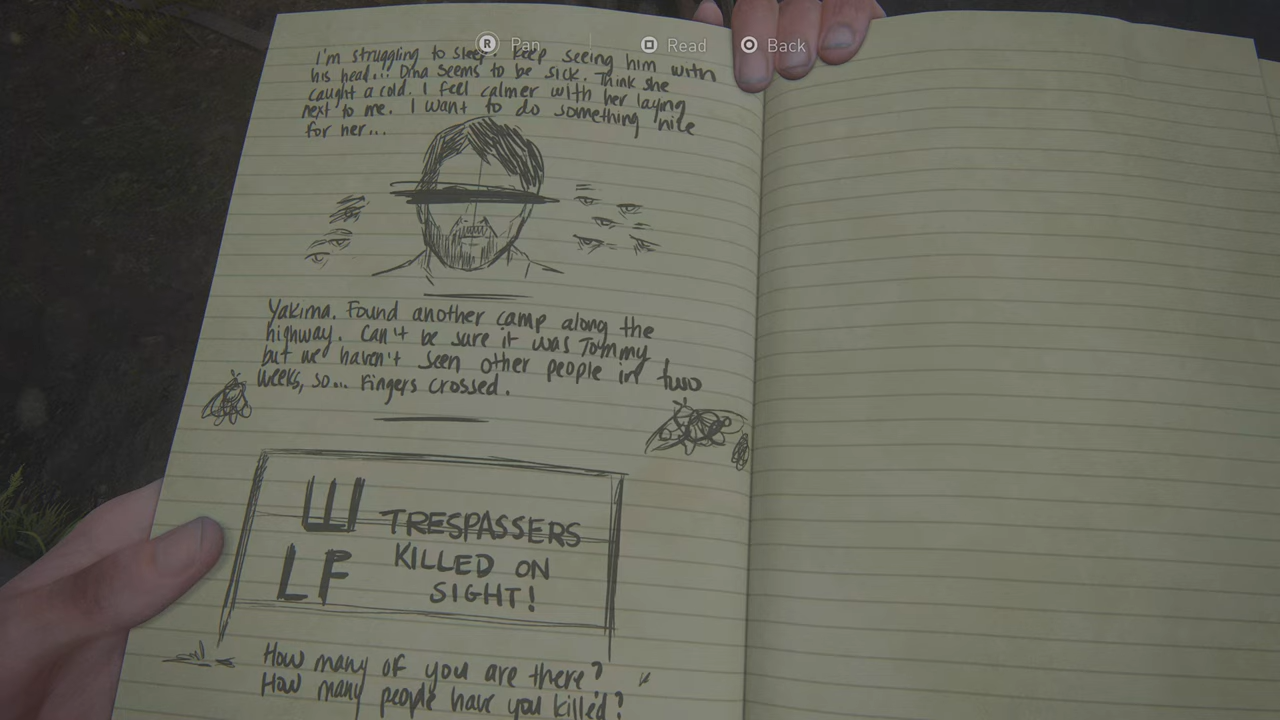 R Pan Read Back
I'm struggling to sleep. Keep seeing him with
his head... Dina seems to be sick. Think she
caught a cold. I feel calmer with her laying
next to me. I want to do something nice
for her...
Yakima. Found another camp along the
highway. Can't be sure it was Tommy
but we haven't seen other people in two
weeks, so... Fingers crossed.
W
LF
TRESPASSERS
KILLED ON
SIGHT!
How many of you are there?
How many people have you killed?